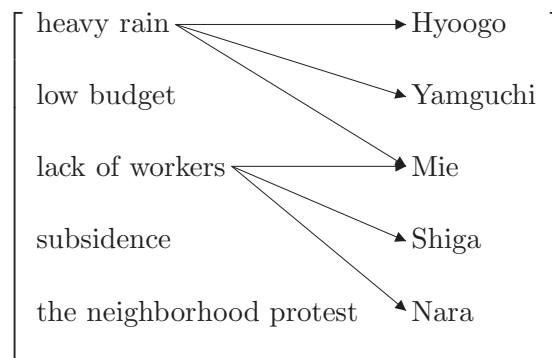 heavy rain Hyoogo
low budget Yamguchi
lack of workers Mie
subsidence Shiga
the neighborhood protest Nara